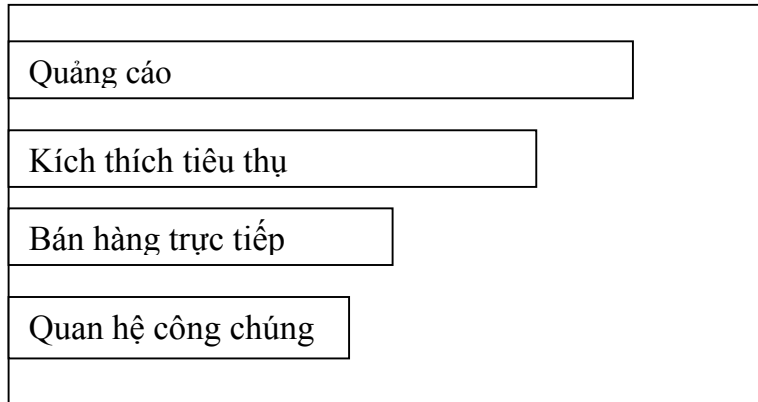 Quảng cáo
Kích thích tiêu thụ
Bán hàng trực tiếp
Quan hệ công chúng